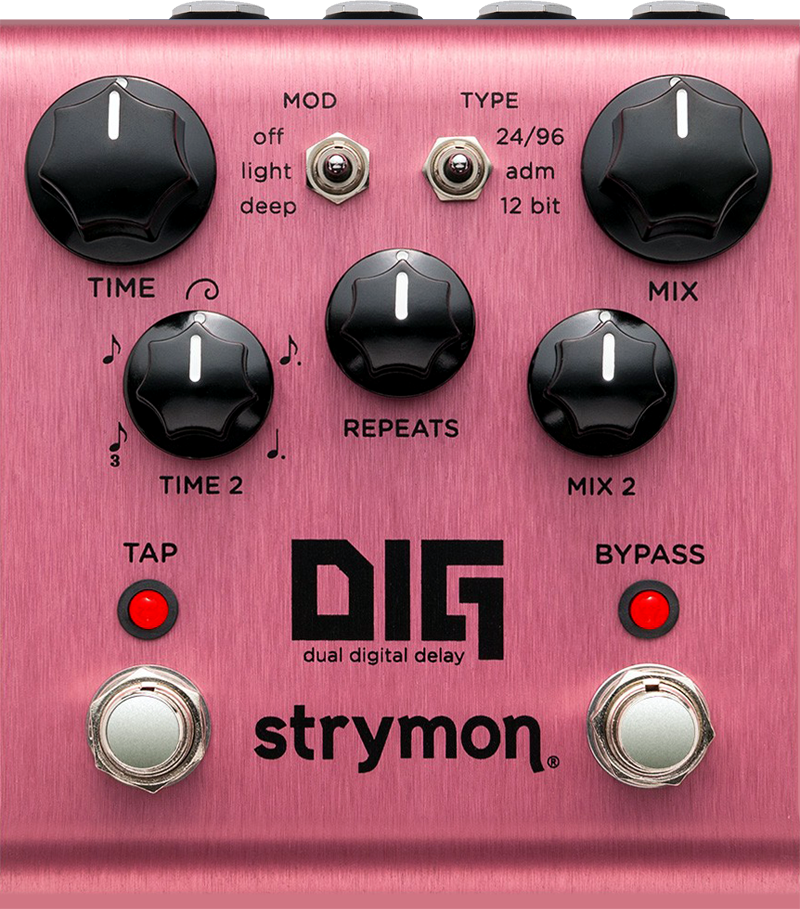 MOD
off
light
deep
TYPE
24/96
adm
12 bit
TIME
MIX
REPEATS
3
TIME 2
MIX 2
TAP
BYPASS
DIG
dual digital delay
strymon®